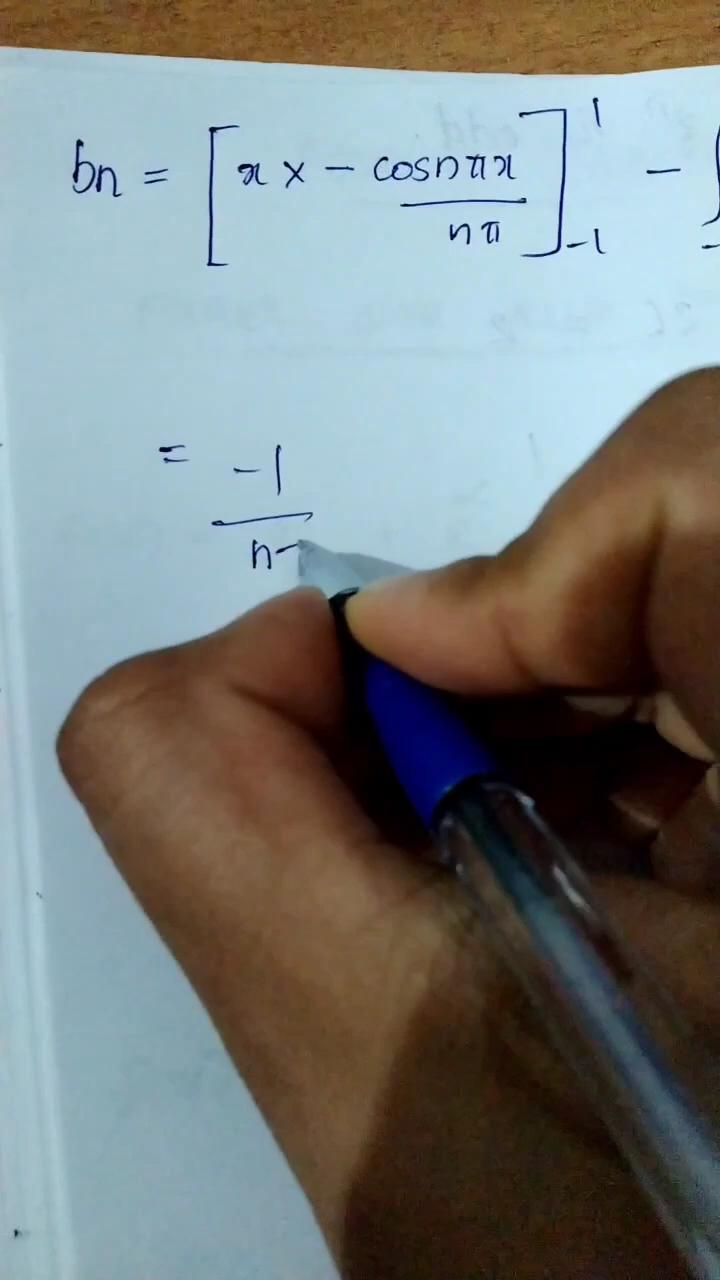 bn = [ x × - cosnπx / nπ ]₋₁¹ - ∫
= -1 / n